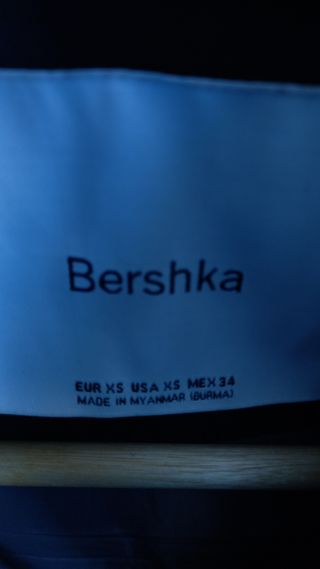 Bershka
EUR XS USA XS MEX 34
MADE IN MYANMAR (BURMA)